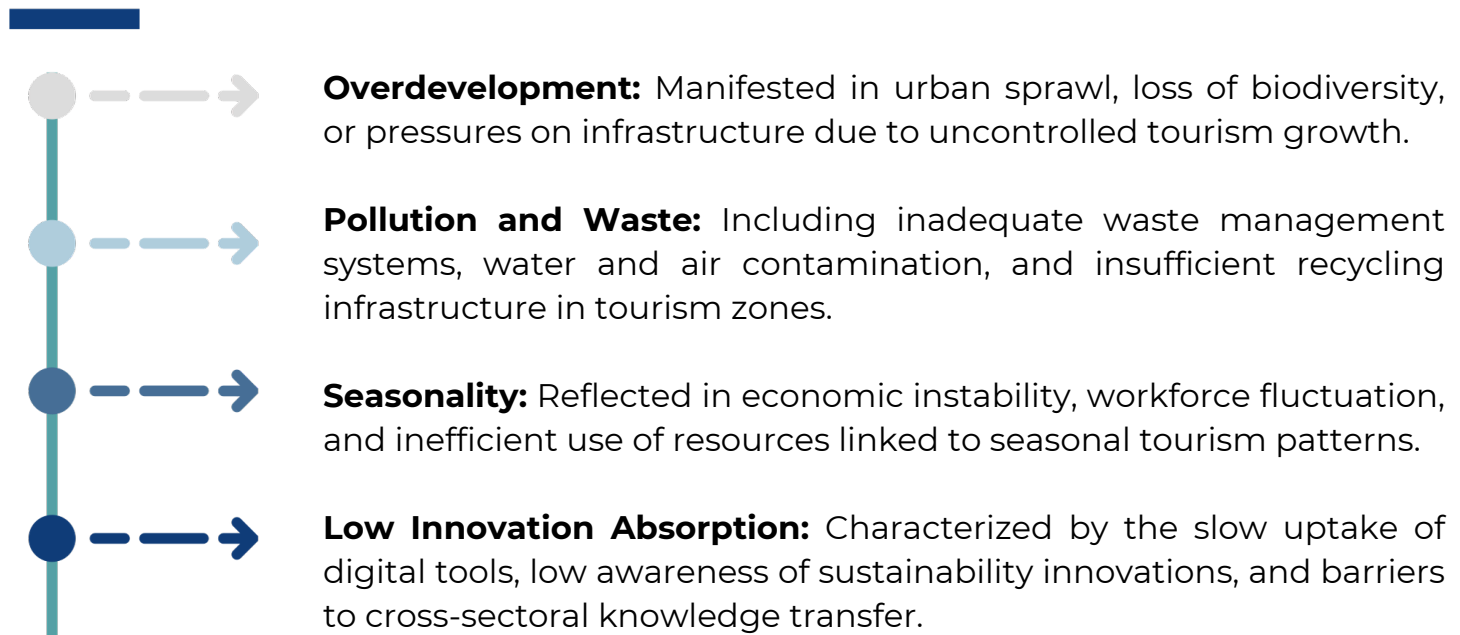 Overdevelopment: Manifested in urban sprawl, loss of biodiversity,
or pressures on infrastructure due to uncontrolled tourism growth.
Pollution and Waste: Including inadequate waste management
systems, water and air contamination, and insufficient recycling
infrastructure in tourism zones.
Seasonality: Reflected in economic instability, workforce fluctuation,
and inefficient use of resources linked to seasonal tourism patterns.
Low Innovation Absorption: Characterized by the slow uptake of
digital tools, low awareness of sustainability innovations, and barriers
to cross-sectoral knowledge transfer.